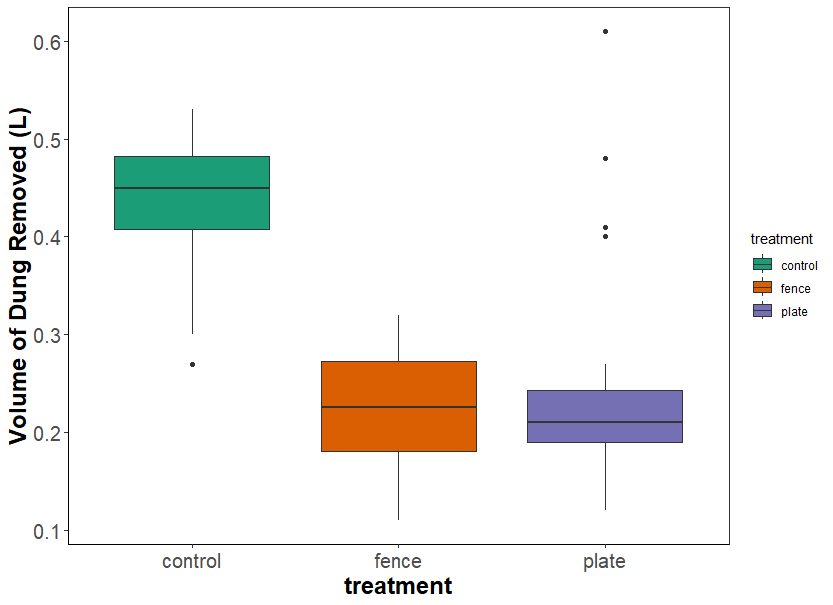 Volume of Dung Removed (L)
0.6
0.5
0.4
0.3
0.2
0.1
control fence plate
treatment
treatment
control
fence
plate